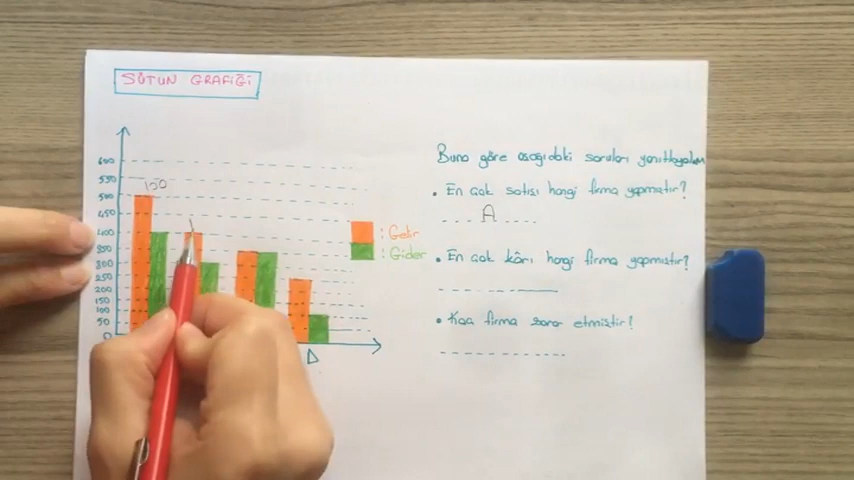 SÜTUN GRAFİĞİ
600
550
500
450
400
350
300
250
200
150
100
50
0
100
D
: Gelir
: Gider
Buna göre aşağıdaki soruları yanıtlayalım
. En çok satışı hangi firma yapmıştır?
A
. En çok kârı hangi firma yapmıştır?
. Kaç firma zarar etmiştir?